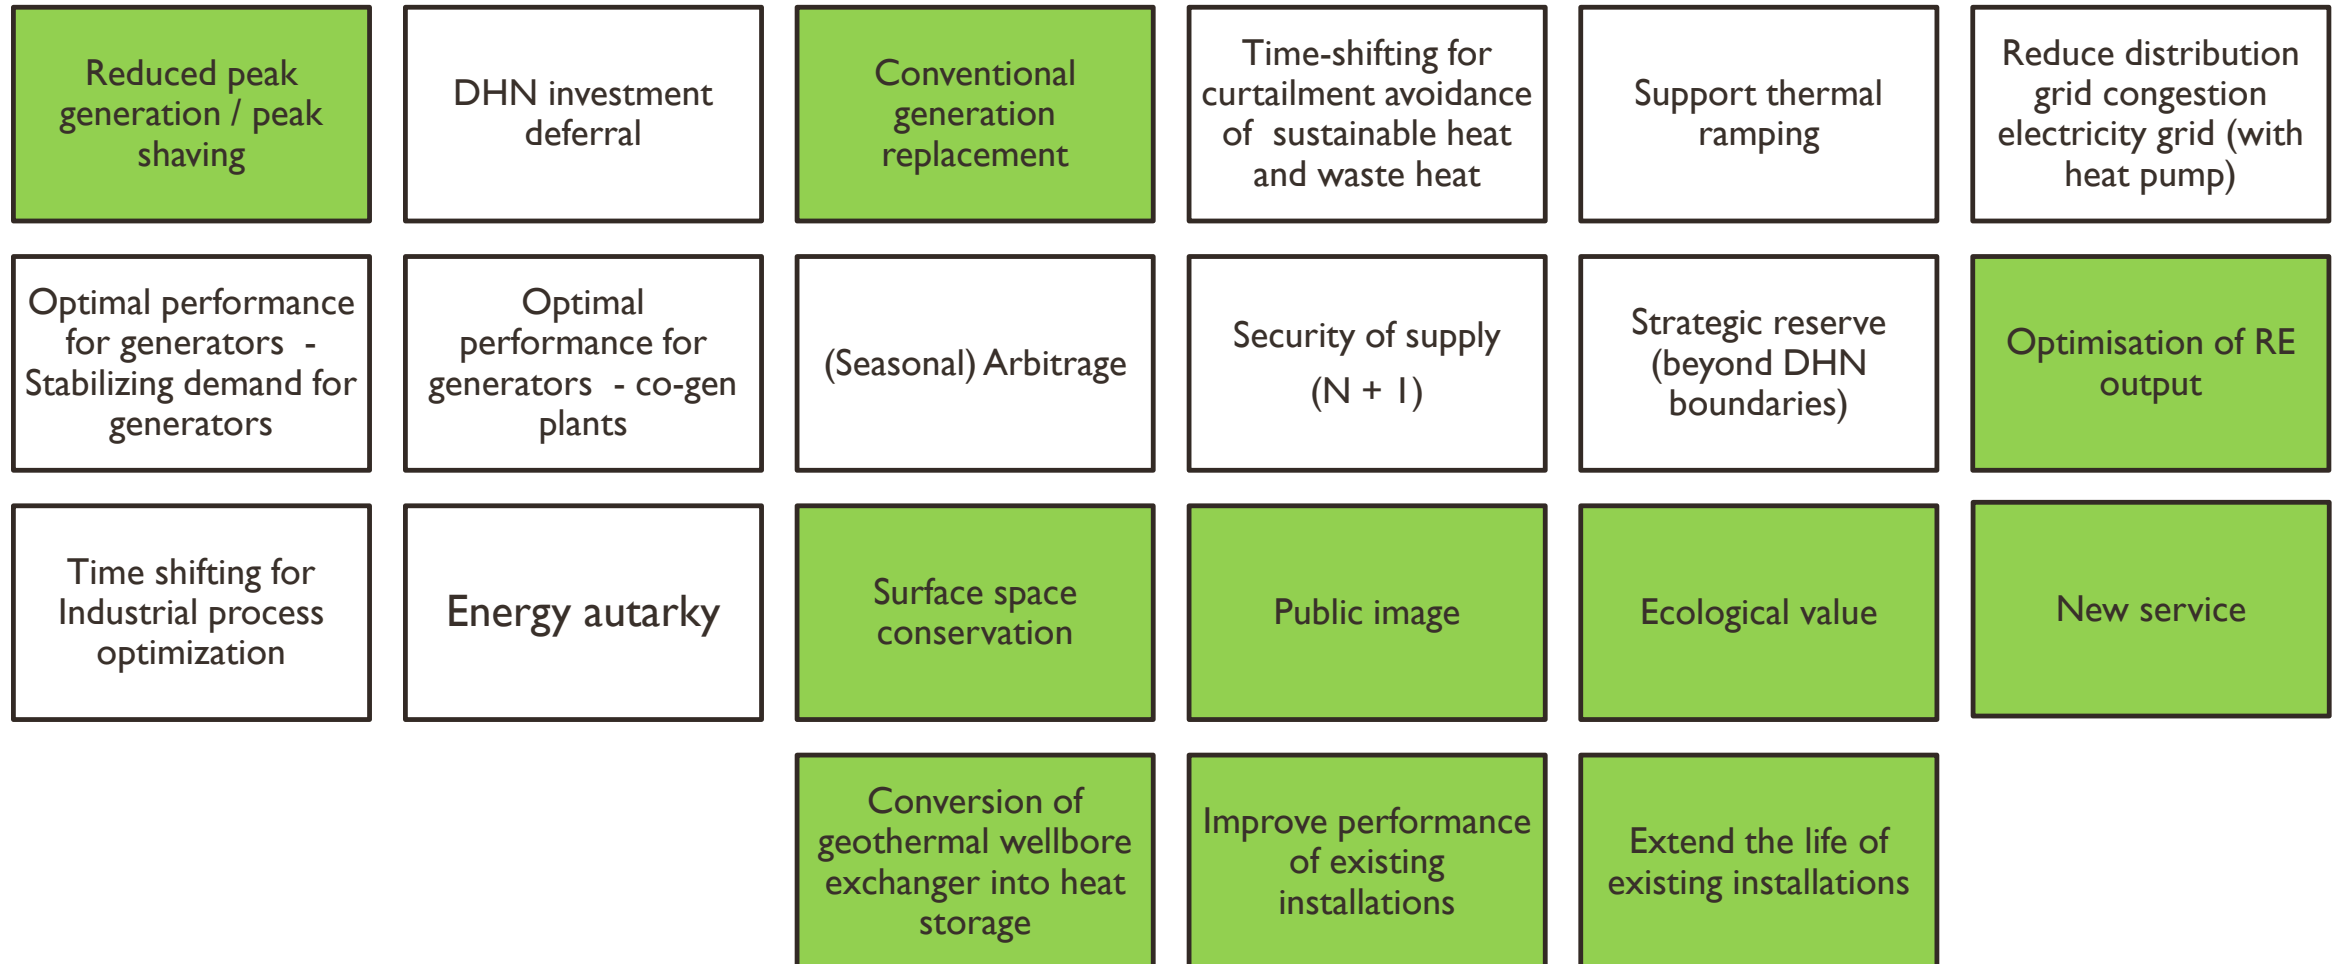 Reduced peak
generation / peak
shaving
DHN investment
deferral
Conventional
generation
replacement
Time-shifting for
curtailment avoidance
of sustainable heat
and waste heat
Support thermal
ramping
Reduce distribution
grid congestion
electricity grid (with
heat pump)
Optimal performance
for generators -
Stabilizing demand for
generators
Optimal
performance for
generators - co-gen
plants
(Seasonal) Arbitrage
Security of supply
(N + 1)
Strategic reserve
(beyond DHN
boundaries)
Optimisation of RE
output
Time shifting for
Industrial process
optimization
Energy autarky
Surface space
conservation
Public image
Ecological value
New service
Conversion of
geothermal wellbore
exchanger into heat
storage
Improve performance
of existing
installations
Extend the life of
existing installations